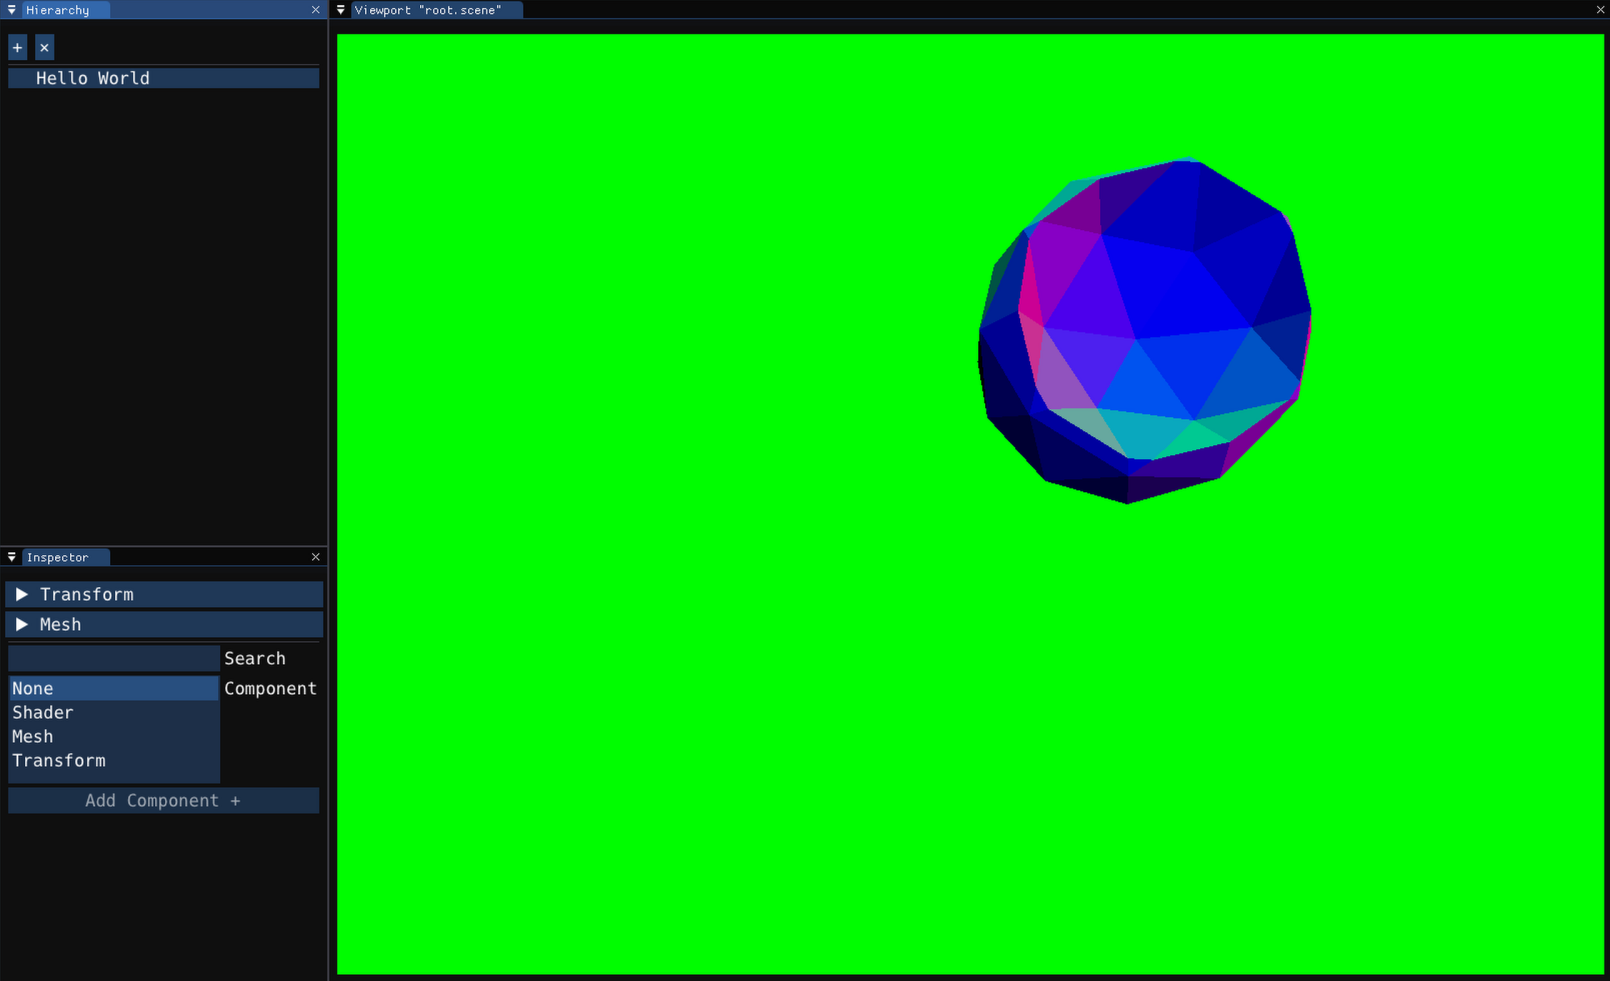 Hierarchy
+ ×
Hello World
Inspector
Transform
Mesh
Search
None
Component
Shader
Mesh
Transform
Add Component +
Viewport "root.scene"